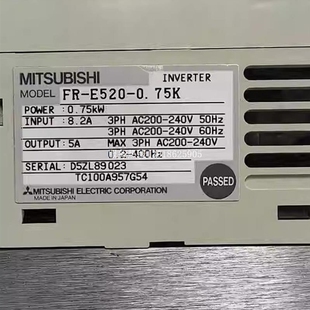 MITSUBISHI INVERTER
MODEL FR-E520-0.75K
POWER : 0.75kW
INPUT : 8.2A 3PH AC200-240V 50Hz
3PH AC200-240V 60Hz
OUTPUT : 5A MAX 3PH AC200-240V
0.2-400Hz
SERIAL: D5ZL89023
TC100A957G54
PASSED
MITSUBISHI ELECTRIC CORPORATION
MADE IN JAPAN